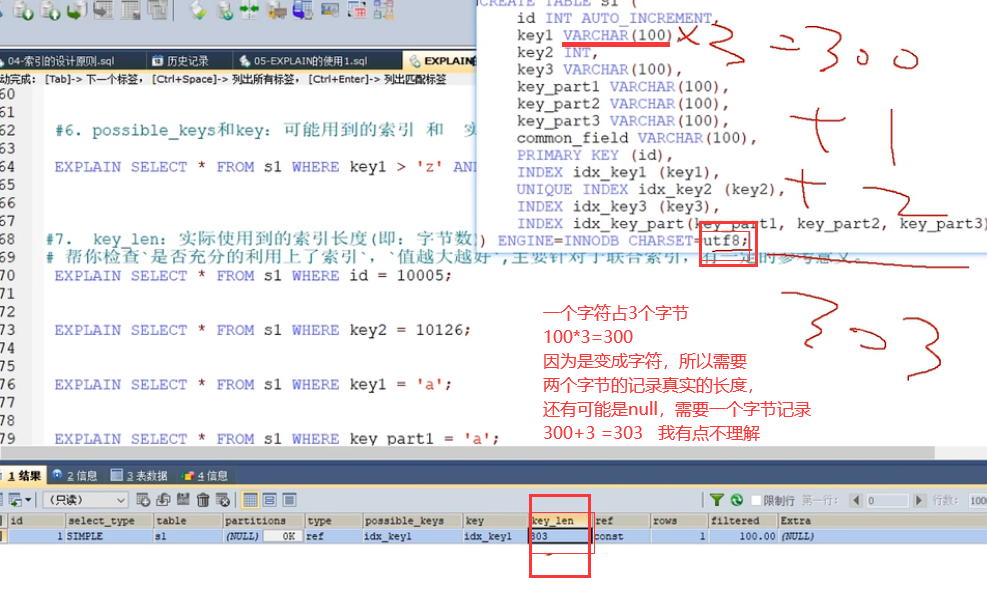 CREATE TABLE s1 (
id INT AUTO_INCREMENT,
key1 VARCHAR(100), ×3=300
key2 INT,
key3 VARCHAR(100),
key_part1 VARCHAR(100),
key_part2 VARCHAR(100),
key_part3 VARCHAR(100),
common_field VARCHAR(100),
+1
PRIMARY KEY (id),
INDEX idx_key1 (key1),
UNIQUE INDEX idx_key2 (key2),
+2
INDEX idx_key3 (key3),
INDEX idx_key_part(key_part1, key_part2, key_part3)
) ENGINE=INNODB CHARSET=utf8;
303
04-索引的设计原则.sql 历史记录 05-EXPLAIN的使用1.sql EXPLAIN
动完成: [Tab]-> 下一个标签, [Ctrl+Space]-> 列出所有标签, [Ctrl+Enter]-> 列出匹配标签
60
61
62 #6. possible_keys和key: 可能用到的索引 和
63
64 EXPLAIN SELECT * FROM s1 WHERE key1 > 'z' AN
65
66
67
68 #7. key_len: 实际使用到的索引长度(即: 字节数)
69 # 帮你检查`是否充分的利用上了索引`, `值越大越好`,主要针对于联合索引, 有一定的参考意义。
70 EXPLAIN SELECT * FROM s1 WHERE id = 10005;
71
72
73 EXPLAIN SELECT * FROM s1 WHERE key2 = 10126;
74
75
76 EXPLAIN SELECT * FROM s1 WHERE key1 = 'a';
77
78
79 EXPLAIN SELECT * FROM s1 WHERE key_part1 = 'a';
一个字符占3个字节
100*3=300
因为是变成字符，所以需要
两个字节的记录真实的长度，
还有可能是null，需要一个字节记录
300+3 =303 我有点不理解
1 结果 2 信息 3 表数据 4 信息
(只读) 限制行 第一行: 0 行数: 100
id select_type table partitions type possible_keys key key_len ref rows filtered Extra
1 SIMPLE s1 (NULL) 0K ref idx_key1 idx_key1 303 const 1 100.00 (NULL)